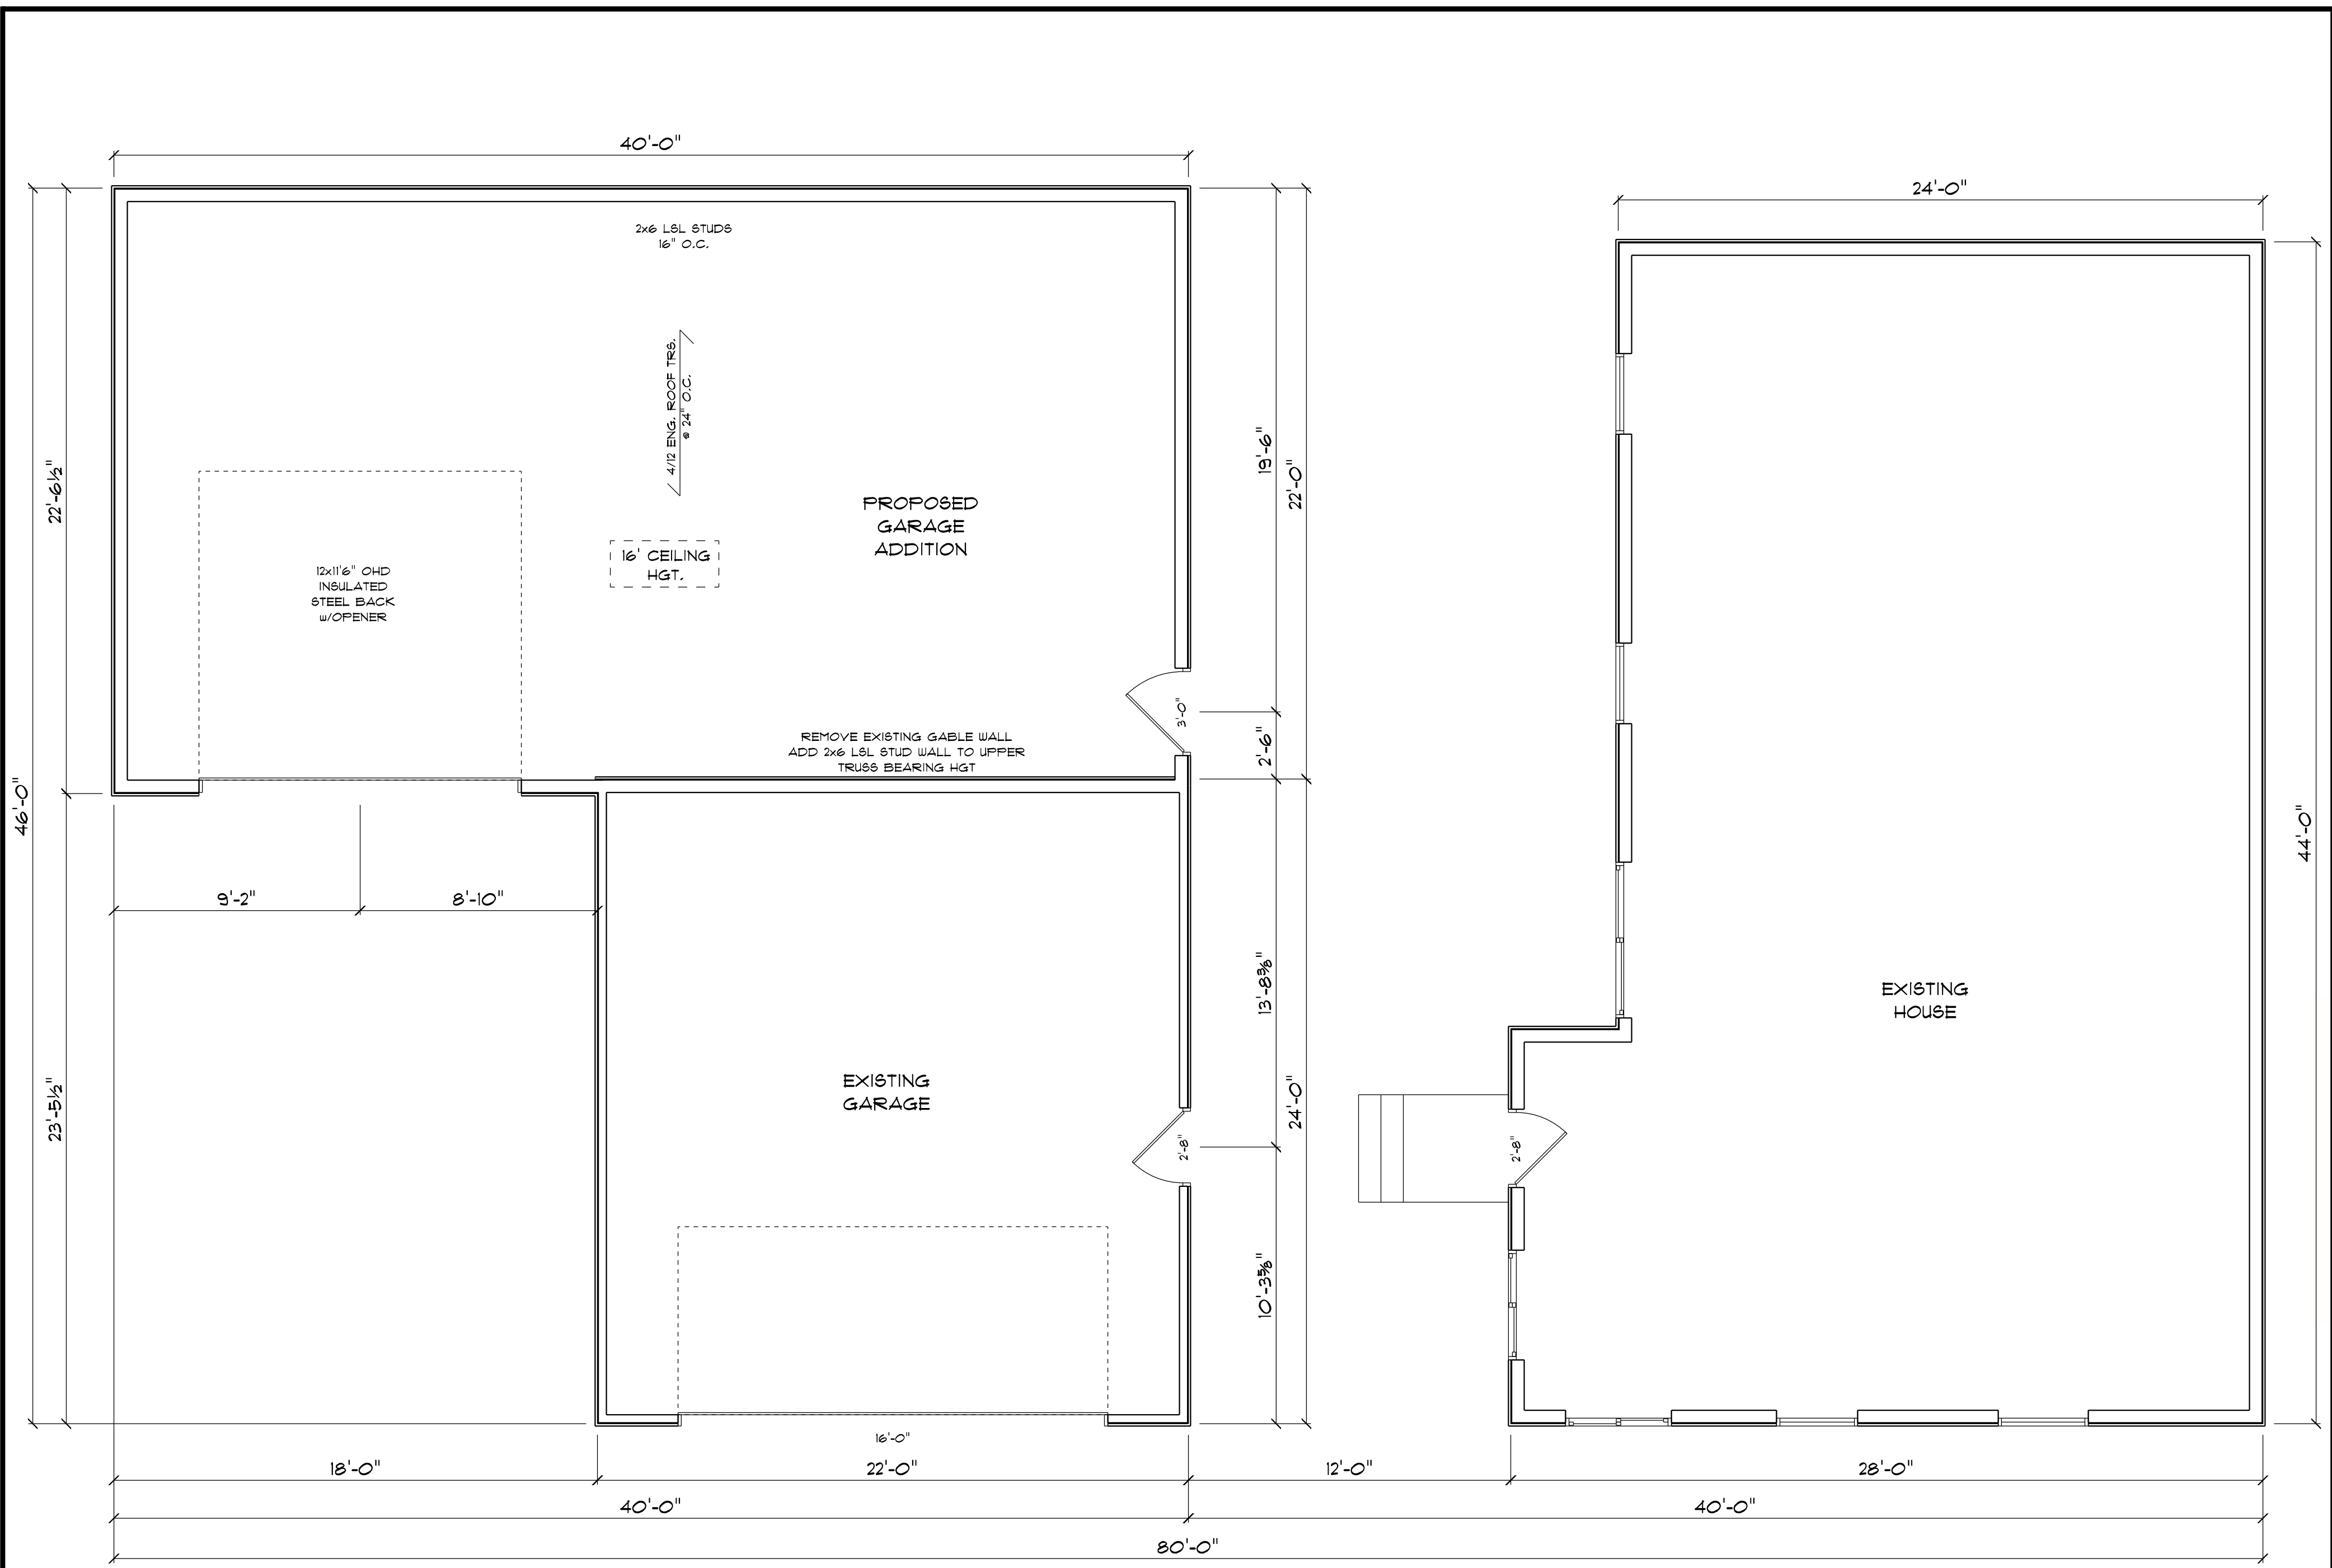 40'-0"
24'-0"
2x6 LSL STUDS
16" O.C.
4/12 ENG. ROOF TRS.
@ 24" O.C.
22'-6½"
19'-6"
22'-0"
PROPOSED
GARAGE
ADDITION
16' CEILING
HGT.
12x11'6" OHD
INSULATED
STEEL BACK
w/OPENER
3'-0"
REMOVE EXISTING GABLE WALL
ADD 2x6 LSL STUD WALL TO UPPER
TRUSS BEARING HGT
2'-6"
46'-0"
44'-0"
9'-2"
8'-10"
13'-8⅜"
EXISTING
HOUSE
23'-5½"
EXISTING
GARAGE
24'-0"
2'-8"
2'-8"
10'-3⅝"
16'-0"
18'-0"
22'-0"
12'-0"
28'-0"
40'-0"
40'-0"
80'-0"